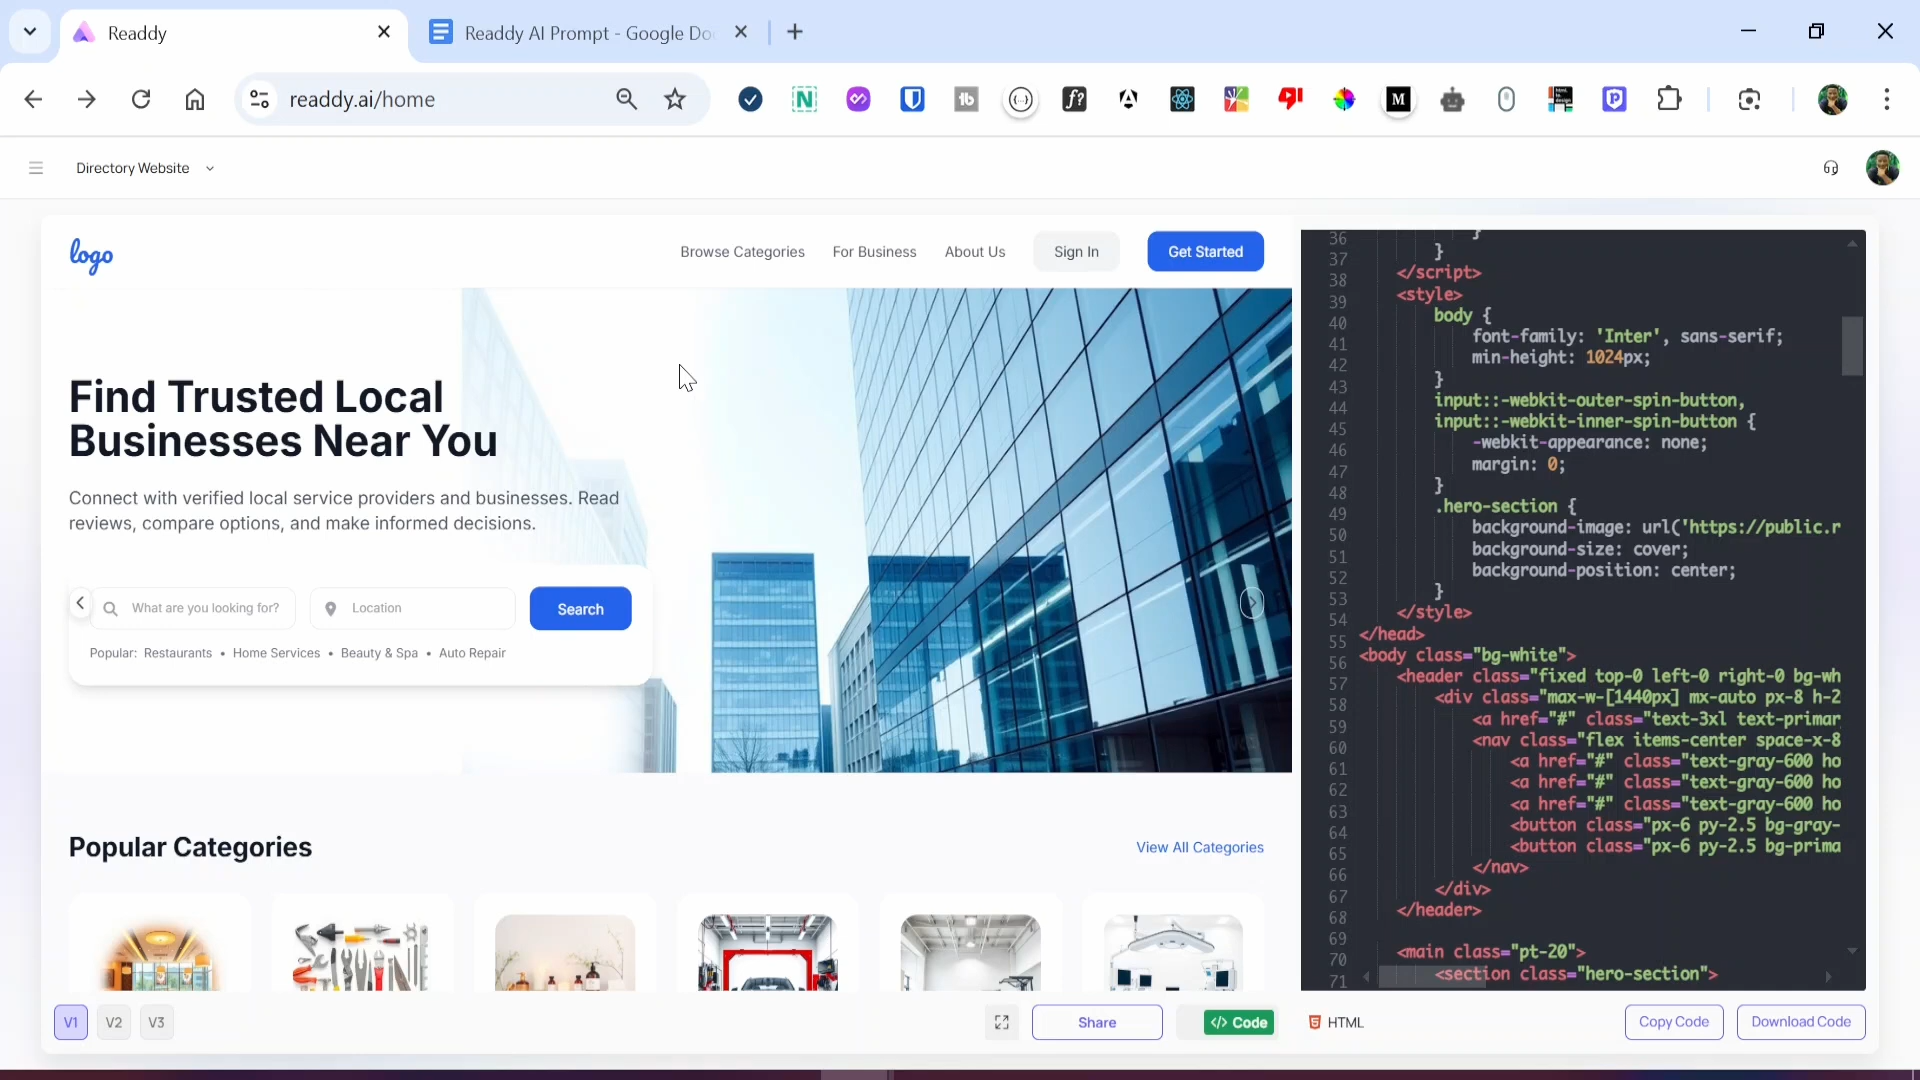 Readdy
Readdy AI Prompt - Google Do
readdy.ai/home
Directory Website
logo
Browse Categories
For Business
About Us
Sign In
Get Started
Find Trusted Local
Businesses Near You
Connect with verified local service providers and businesses. Read
reviews, compare options, and make informed decisions.
What are you looking for?
Location
Search
Popular: Restaurants • Home Services • Beauty & Spa • Auto Repair
Popular Categories
View All Categories
36 }
37 }
38 </script>
39 <style>
40 body {
41 font-family: 'Inter', sans-serif;
42 min-height: 1024px;
43 }
44 input::-webkit-outer-spin-button,
45 input::-webkit-inner-spin-button {
46 -webkit-appearance: none;
47 margin: 0;
48 }
49 .hero-section {
50 background-image: url('https://public.r
51 background-size: cover;
52 background-position: center;
53 }
54 </style>
55 </head>
56 <body class="bg-white">
57 <header class="fixed top-0 left-0 right-0 bg-wh
58 <div class="max-w-[1440px] mx-auto px-8 h-2
59 <a href="#" class="text-3xl text-primar
60 <nav class="flex items-center space-x-8
61 <a href="#" class="text-gray-600 ho
62 <a href="#" class="text-gray-600 ho
63 <a href="#" class="text-gray-600 ho
64 <button class="px-6 py-2.5 bg-gray-
65 <button class="px-6 py-2.5 bg-prima
66 </nav>
67 </div>
68 </header>
69
70 <main class="pt-20">
71 <section class="hero-section">
V1
V2
V3
Share
</> Code
HTML
Copy Code
Download Code